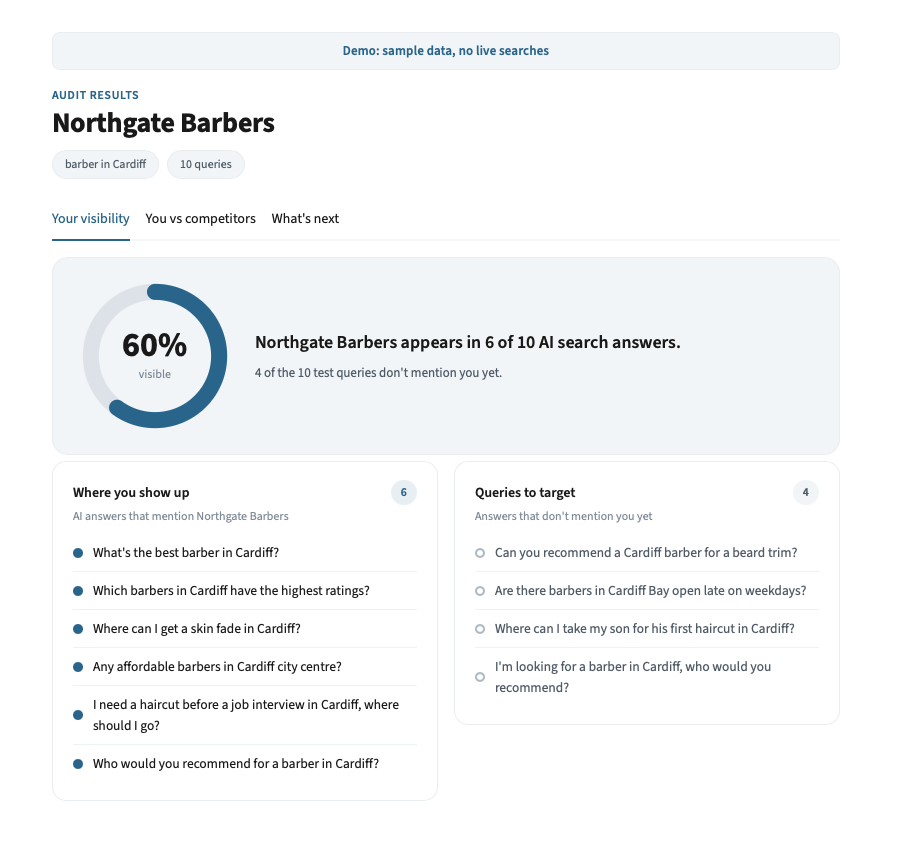 Demo: sample data, no live searches
AUDIT RESULTS
Northgate Barbers
barber in Cardiff
10 queries
Your visibility
You vs competitors
What's next
60%
visible
Northgate Barbers appears in 6 of 10 AI search answers.
4 of the 10 test queries don't mention you yet.
Where you show up
6
AI answers that mention Northgate Barbers
What's the best barber in Cardiff?
Which barbers in Cardiff have the highest ratings?
Where can I get a skin fade in Cardiff?
Any affordable barbers in Cardiff city centre?
I need a haircut before a job interview in Cardiff, where
should I go?
Who would you recommend for a barber in Cardiff?
Queries to target
4
Answers that don't mention you yet
Can you recommend a Cardiff barber for a beard trim?
Are there barbers in Cardiff Bay open late on weekdays?
Where can I take my son for his first haircut in Cardiff?
I'm looking for a barber in Cardiff, who would you
recommend?